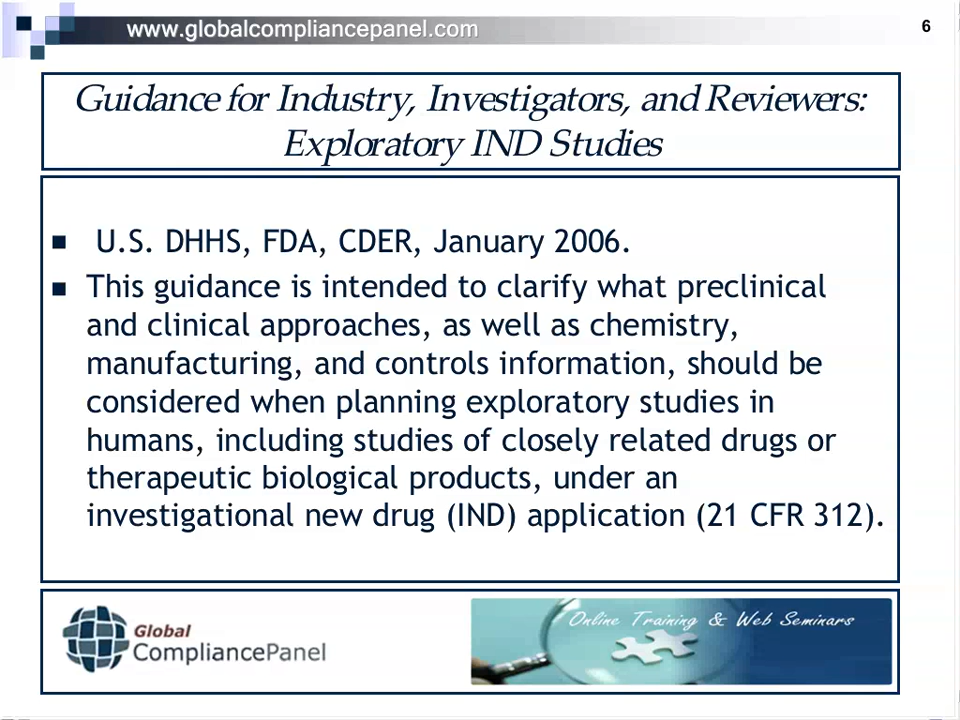 www.globalcompliancepanel.com
6
Guidance for Industry, Investigators, and Reviewers:
Exploratory IND Studies
U.S. DHHS, FDA, CDER, January 2006.
This guidance is intended to clarify what preclinical
and clinical approaches, as well as chemistry,
manufacturing, and controls information, should be
considered when planning exploratory studies in
humans, including studies of closely related drugs or
therapeutic biological products, under an
investigational new drug (IND) application (21 CFR 312).
Global
CompliancePanel
Online Training & Web Seminars